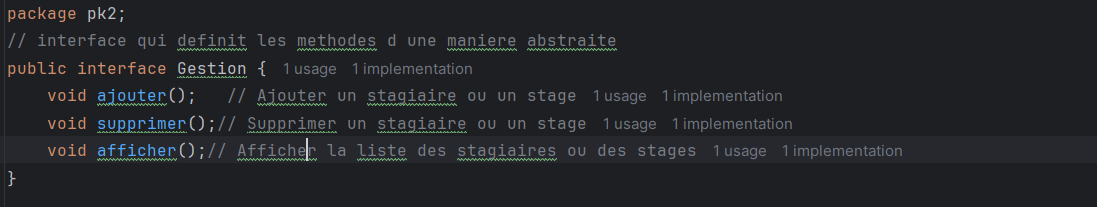 package pk2;
// interface qui definit les methodes d une maniere abstraite
public interface Gestion {   1 usage   1 implementation
    void ajouter();   // Ajouter un stagiaire ou un stage   1 usage   1 implementation
    void supprimer();// Supprimer un stagiaire ou un stage   1 usage   1 implementation
    void afficher();// Afficher la liste des stagiaires ou des stages   1 usage   1 implementation
}